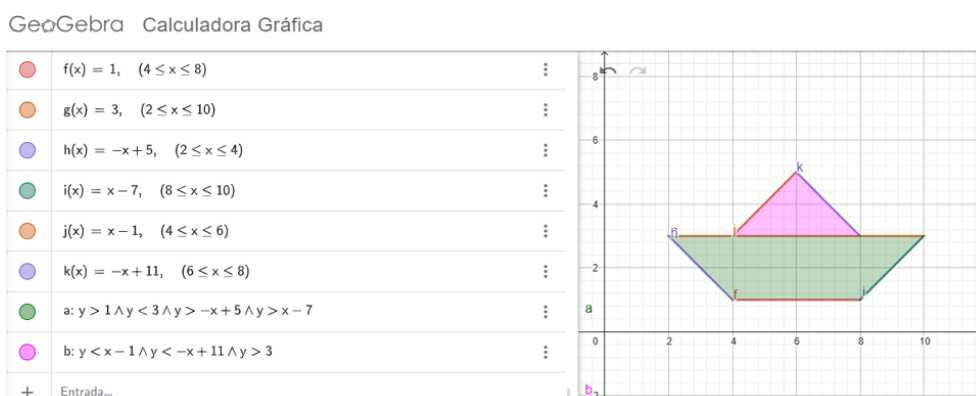 GeoGebra Calculadora Gráfica
f(x) = 1, (4 ≤ x ≤ 8)
g(x) = 3, (2 ≤ x ≤ 10)
h(x) = −x + 5, (2 ≤ x ≤ 4)
i(x) = x − 7, (8 ≤ x ≤ 10)
j(x) = x − 1, (4 ≤ x ≤ 6)
k(x) = −x + 11, (6 ≤ x ≤ 8)
a: y > 1 ∧ y < 3 ∧ y > −x + 5 ∧ y > x − 7
b: y < x − 1 ∧ y < −x + 11 ∧ y > 3
+ Entrada...
8
6
k
4
h j
2
f i
a
0 2 4 6 8 10
b